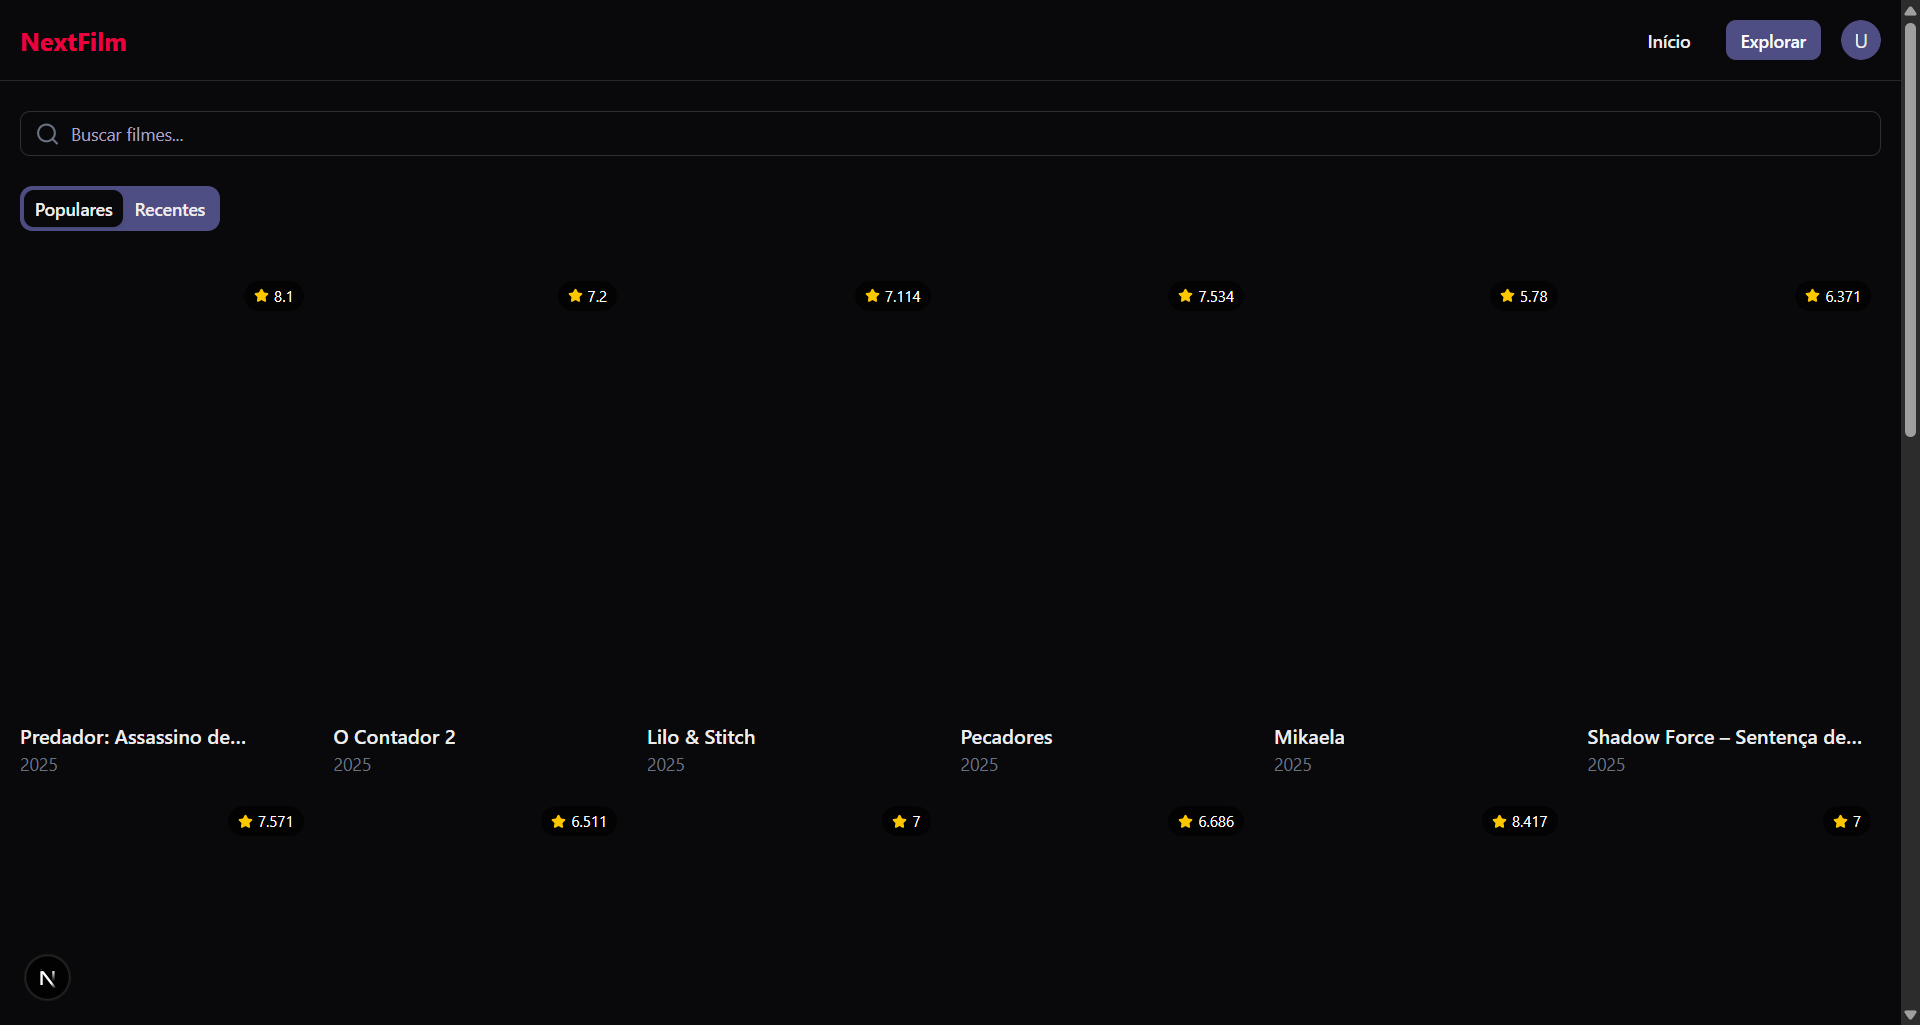 NextFilm
Início
Explorar
U
Buscar filmes...
Populares
Recentes
8.1
7.2
7.114
7.534
5.78
6.371
Predador: Assassino de...
O Contador 2
Lilo & Stitch
Pecadores
Mikaela
Shadow Force – Sentença de...
2025
2025
2025
2025
2025
2025
7.571
6.511
7
6.686
8.417
7
N